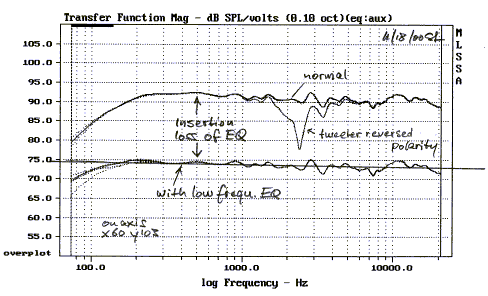 Transfer Function Mag - dB SPL/volts (0.10 oct)(eq:aux)
MLSSA
105.0
100.0
95.0
90.0
85.0
80.0
75.0
70.0
65.0
60.0
55.0
normal
Insertion
loss of EQ
tweeter reversed
polarity
with low frequ. EQ
on axis
overplot
100.0 1000.0 10000.0
log Frequency - Hz